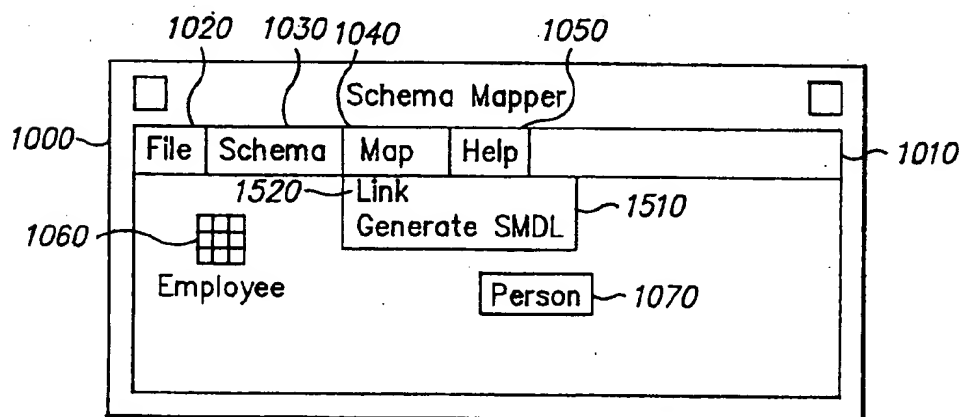 1020 1030 1040 1050
Schema Mapper
1000 File Schema Map Help 1010
1520 Link
Generate SMDL 1510
1060
Employee
Person 1070